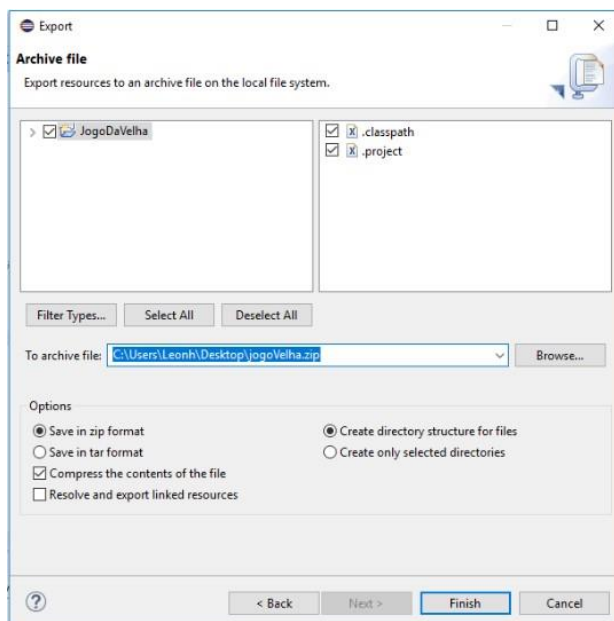 Export
Archive file
Export resources to an archive file on the local file system.
JogoDaVelha
.classpath
.project
Filter Types...
Select All
Deselect All
To archive file:
C:\Users\Leonh\Desktop\jogoVelha.zip
Browse...
Options
Save in zip format
Create directory structure for files
Save in tar format
Create only selected directories
Compress the contents of the file
Resolve and export linked resources
?
< Back
Next >
Finish
Cancel